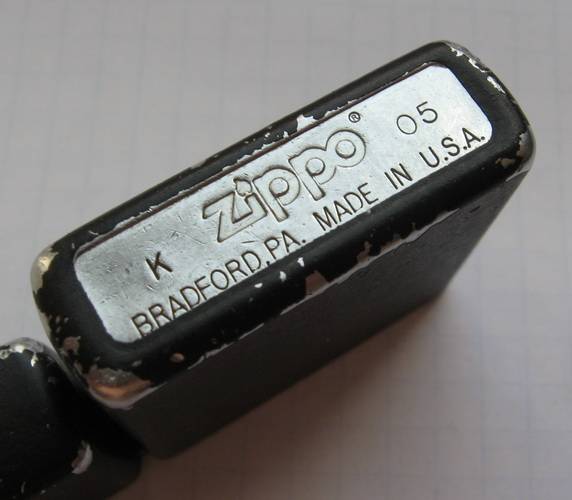 K zippo® 05
BRADFORD,PA. MADE IN U.S.A.